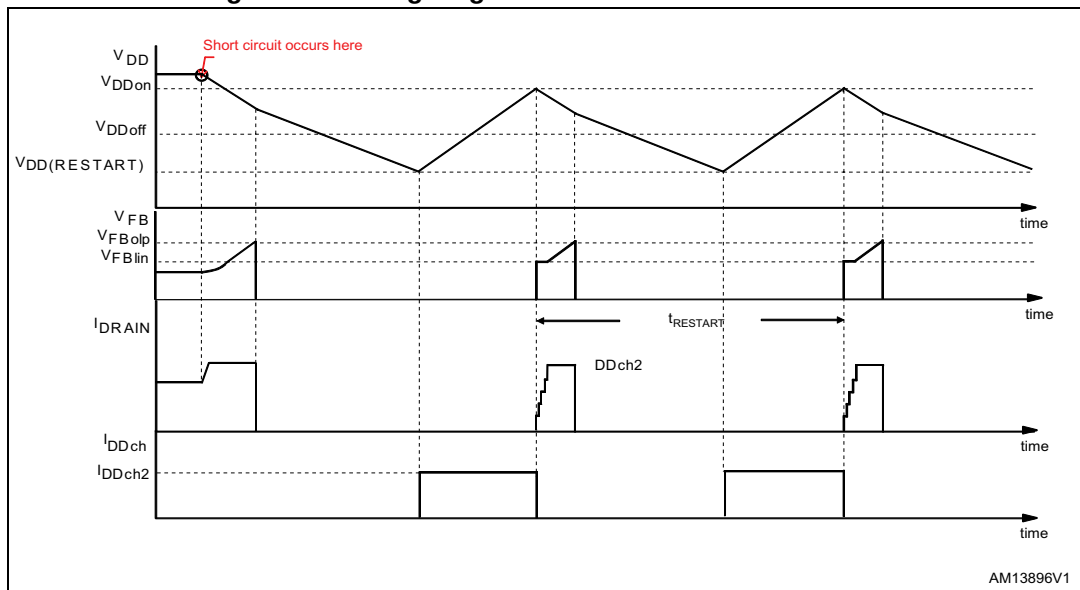 Short circuit occurs here
VDD
VDDon
VDDoff
VDD(RESTART)
time
VFB
VFBolp
VFBlin
time
IDRAIN
tRESTART
DDch2
time
IDDch
IDDch2
time
AM13896V1